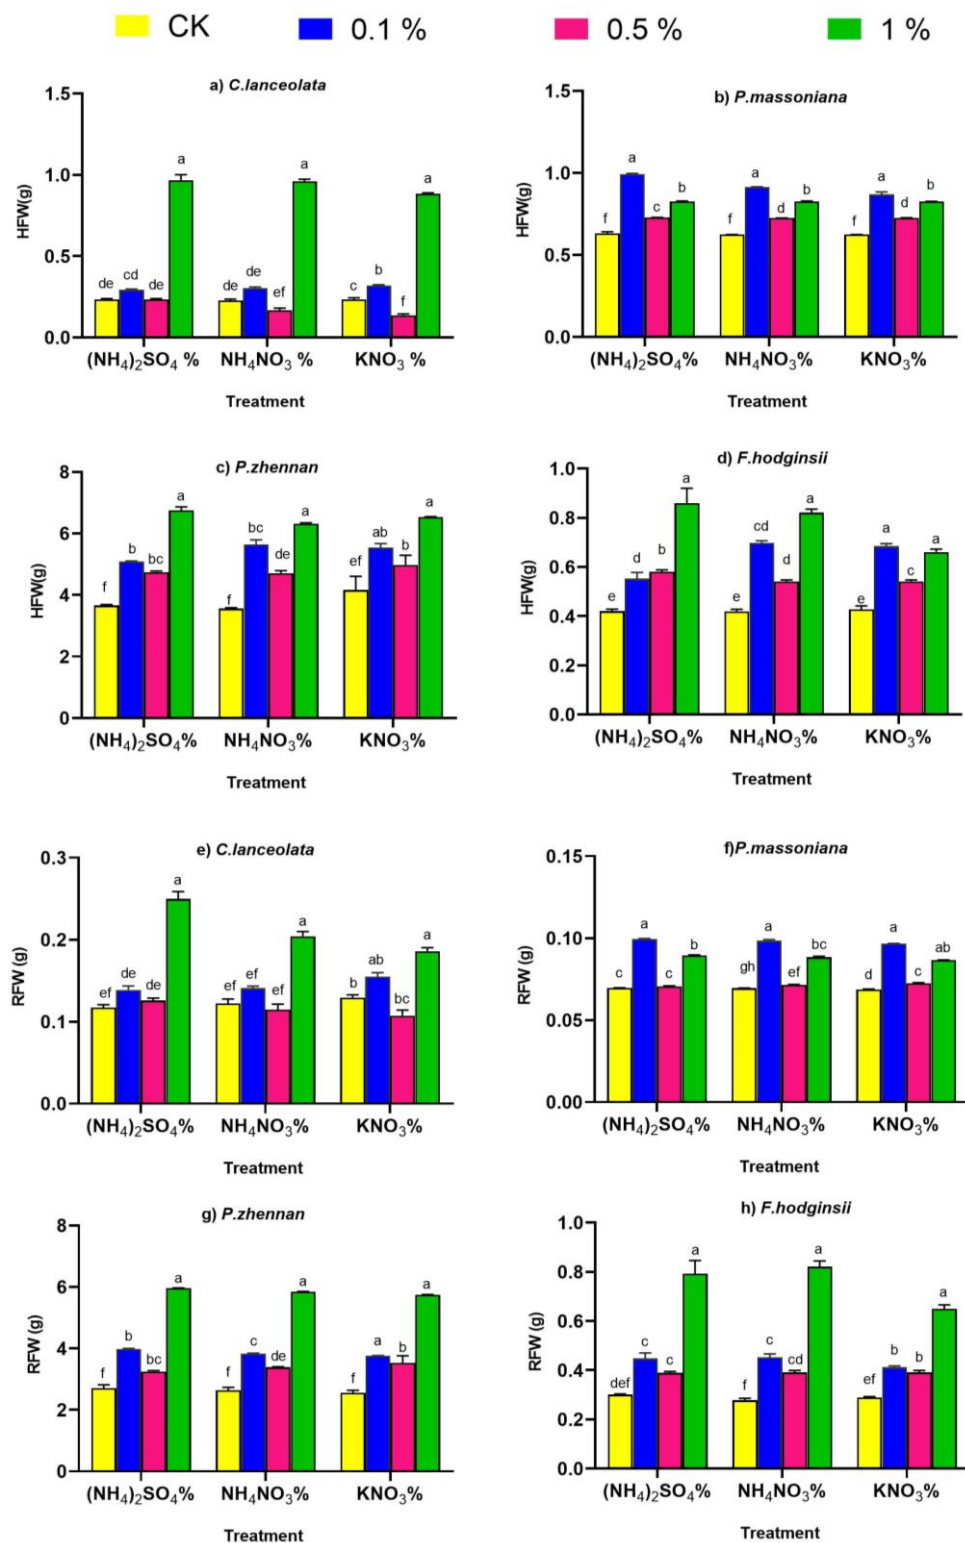 CK 0.1 % 0.5 % 1 %
a) C.lanceolata
HFW(g)
1.5
1.0
0.5
0.0
a a a
de cd de de de ef c b f
(NH4)2SO4 % NH4NO3 % KNO3 %
Treatment
b) P.massoniana
HFW(g)
1.5
1.0
0.5
0.0
f a c b f a d b f a d b
(NH4)2SO4% NH4NO3% KNO3%
Treatment
c) P.zhennan
HFW(g)
8
6
4
2
0
f b bc a f bc de a ef ab b a
(NH4)2SO4% NH4NO3% KNO3%
Treatment
d) F.hodginsii
HFW(g)
1.0
0.8
0.6
0.4
0.2
0.0
e d b a e cd d a e a c a
(NH4)2SO4% NH4NO3% KNO3%
Treatment
e) C.lanceolata
RFW (g)
0.3
0.2
0.1
0.0
ef de de a ef ef ef a b ab bc a
(NH4)2SO4% NH4NO3% KNO3%
Treatment
f)P.massoniana
RFW (g)
0.15
0.10
0.05
0.00
c a c b gh a ef bc d a c ab
(NH4)2SO4% NH4NO3% KNO3%
Treatment
g) P.zhennan
RFW (g)
8
6
4
2
0
f b bc a f c de a f a b a
(NH4)2SO4% NH4NO3% KNO3%
Treatment
h) F.hodginsii
RFW (g)
1.0
0.8
0.6
0.4
0.2
0.0
def c c a f c cd a ef b b a
(NH4)2SO4% NH4NO3% KNO3%
Treatment